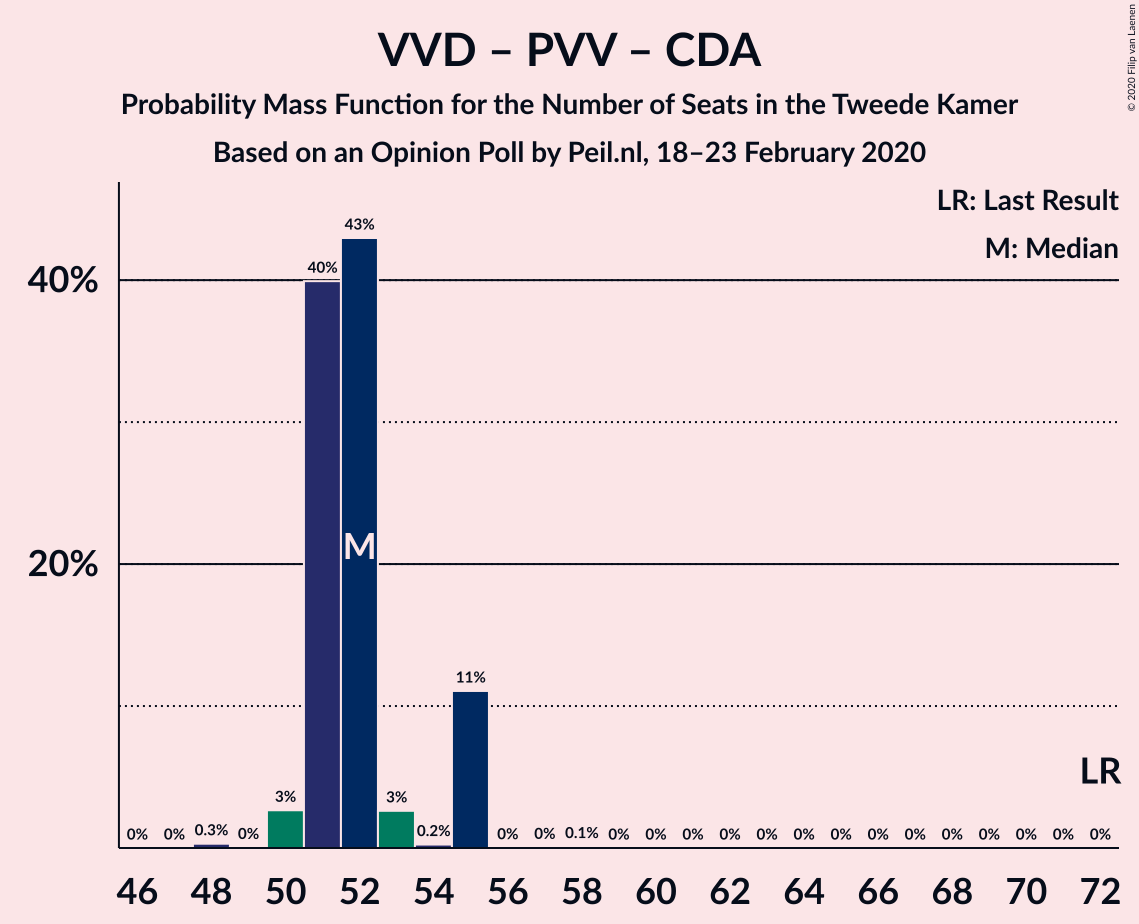 VVD – PVV – CDA
Probability Mass Function for the Number of Seats in the Tweede Kamer
Based on an Opinion Poll by Peil.nl, 18–23 February 2020
© 2020 Filip van Laenen
LR: Last Result
M: Median
40%
20%
0% 0% 0.3% 0% 3% 40% 43% 3% 0.2% 11% 0% 0% 0.1% 0% 0% 0% 0% 0% 0% 0% 0% 0% 0% 0% 0% 0% 0%
M
LR
46 48 50 52 54 56 58 60 62 64 66 68 70 72